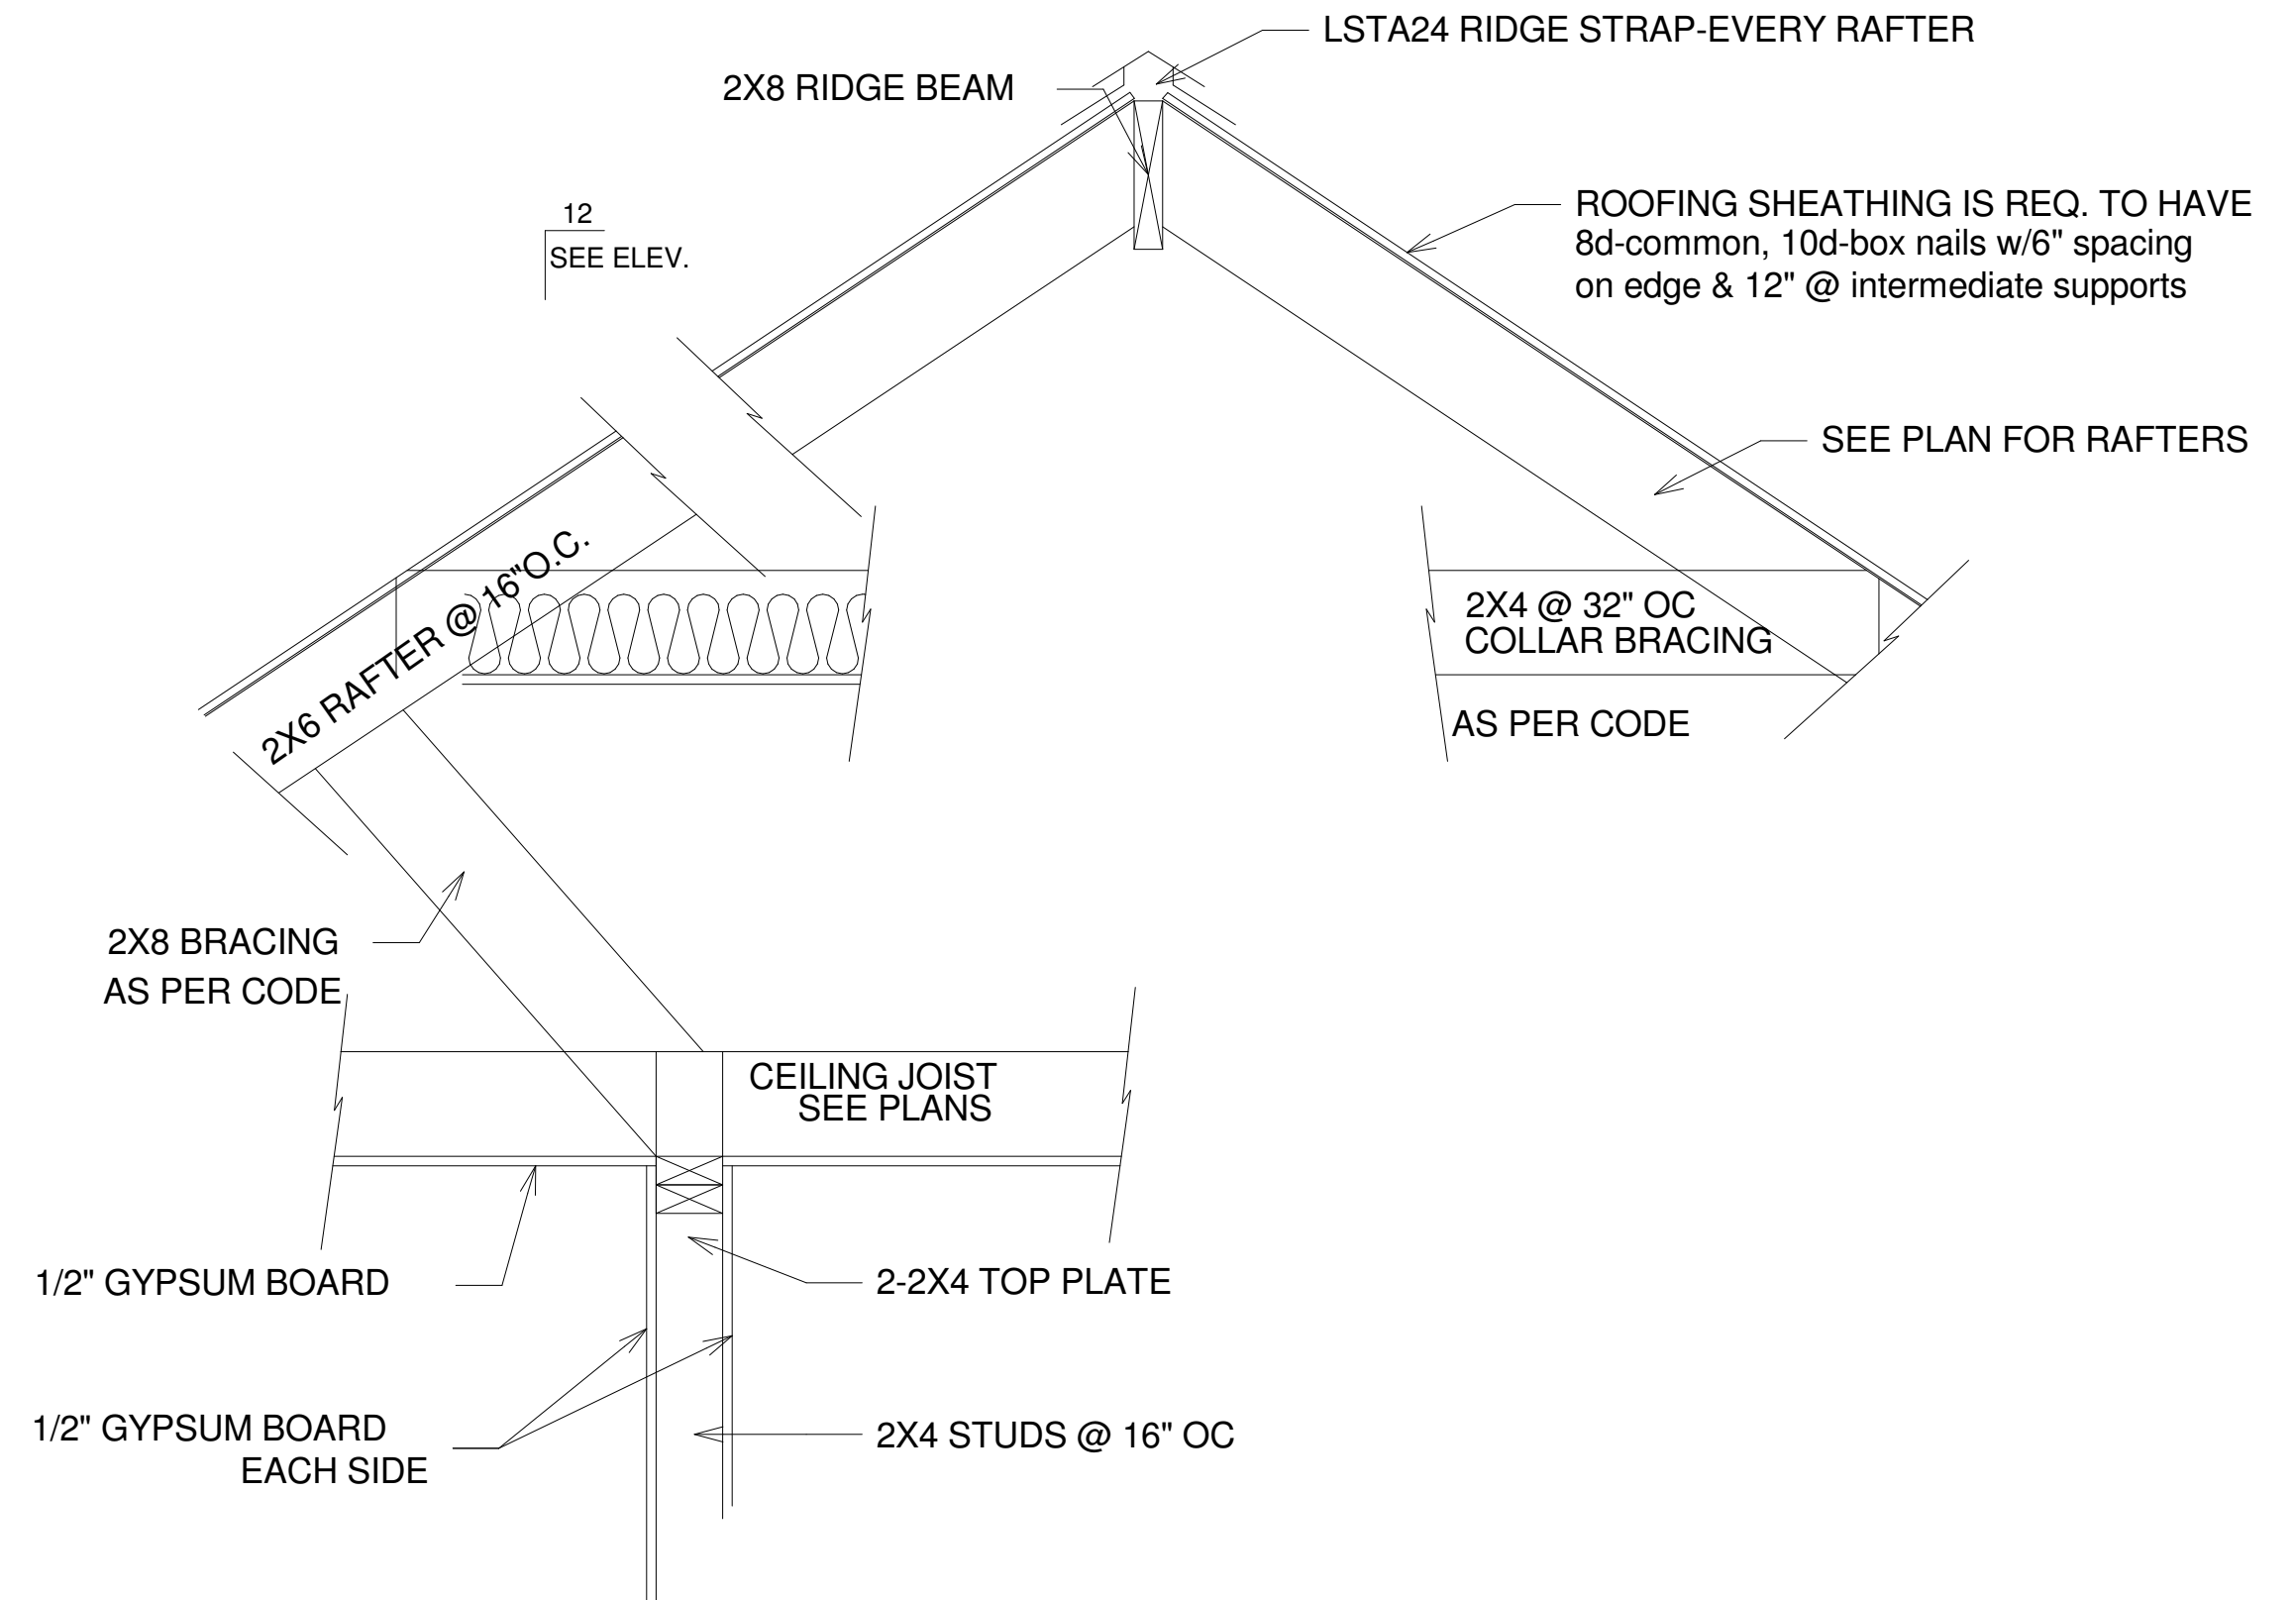 LSTA24 RIDGE STRAP-EVERY RAFTER
2X8 RIDGE BEAM
ROOFING SHEATHING IS REQ. TO HAVE
8d-common, 10d-box nails w/6" spacing
on edge & 12" @ intermediate supports
12
SEE ELEV.
SEE PLAN FOR RAFTERS
2X6 RAFTER @ 16"O.C.
2X4 @ 32" OC
COLLAR BRACING
AS PER CODE
2X8 BRACING
AS PER CODE
CEILING JOIST
SEE PLANS
1/2" GYPSUM BOARD
2-2X4 TOP PLATE
1/2" GYPSUM BOARD
EACH SIDE
2X4 STUDS @ 16" OC